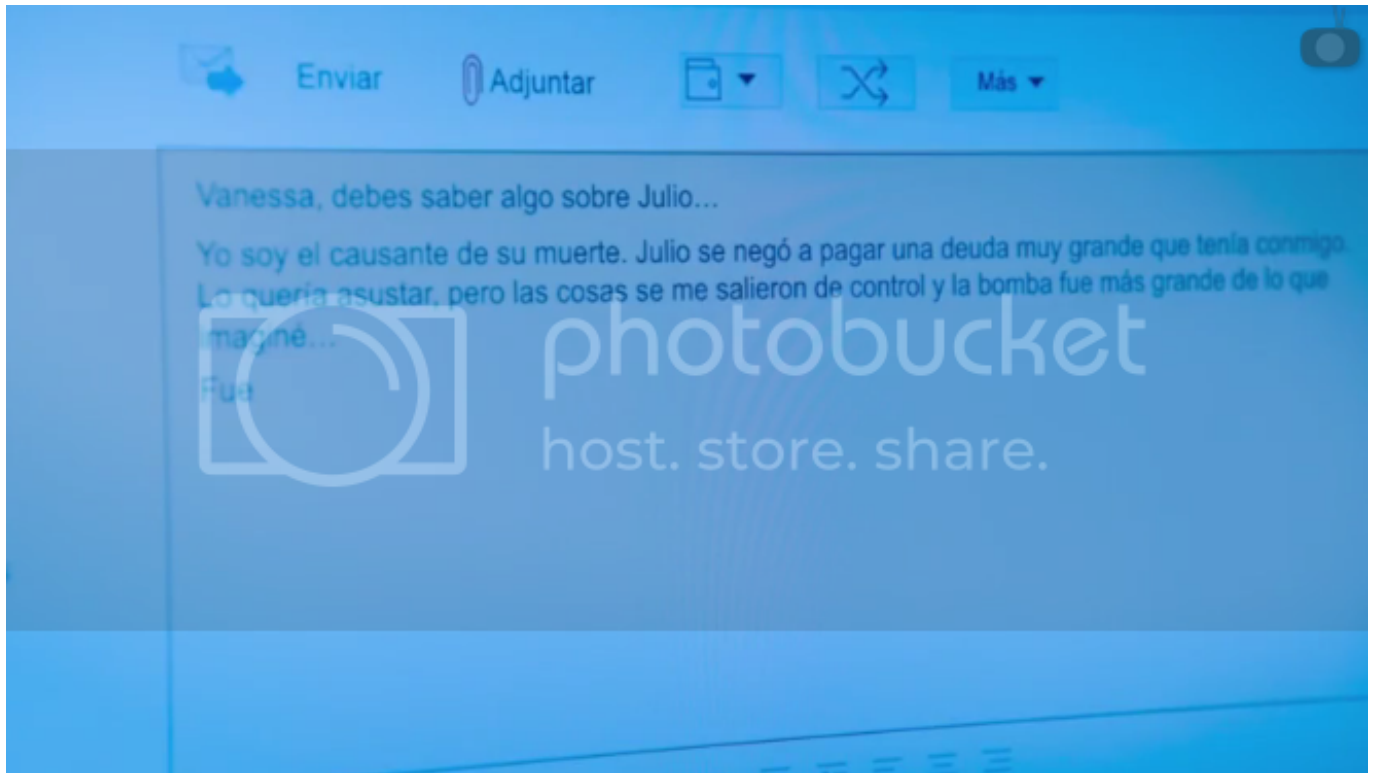 Enviar Adjuntar Más
Vanessa, debes saber algo sobre Julio...
Yo soy el causante de su muerte. Julio se negó a pagar una deuda muy grande que tenía conmigo.
Lo quería asustar, pero las cosas se me salieron de control y la bomba fue más grande de lo que
imaginé...
Fue
photobucket
host. store. share.